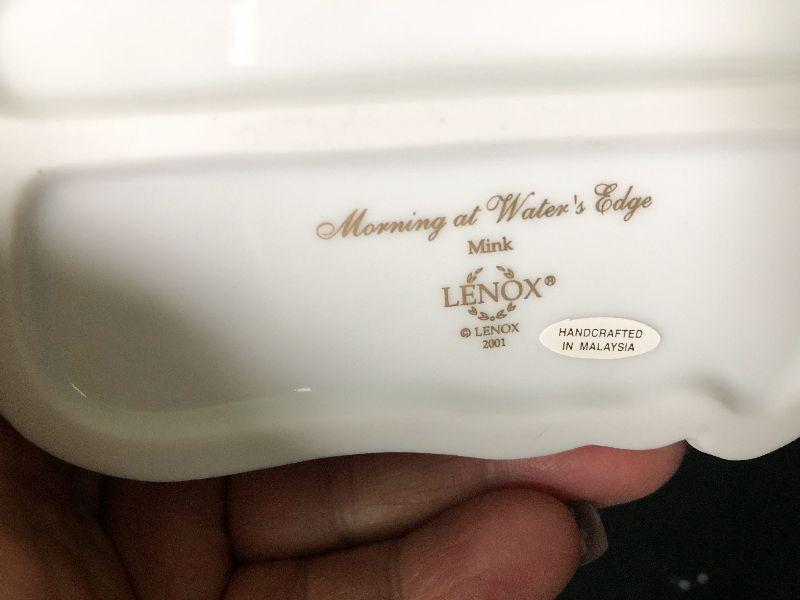 Morning at Water's Edge
Mink
LENOX®
© LENOX
2001
HANDCRAFTED
IN MALAYSIA